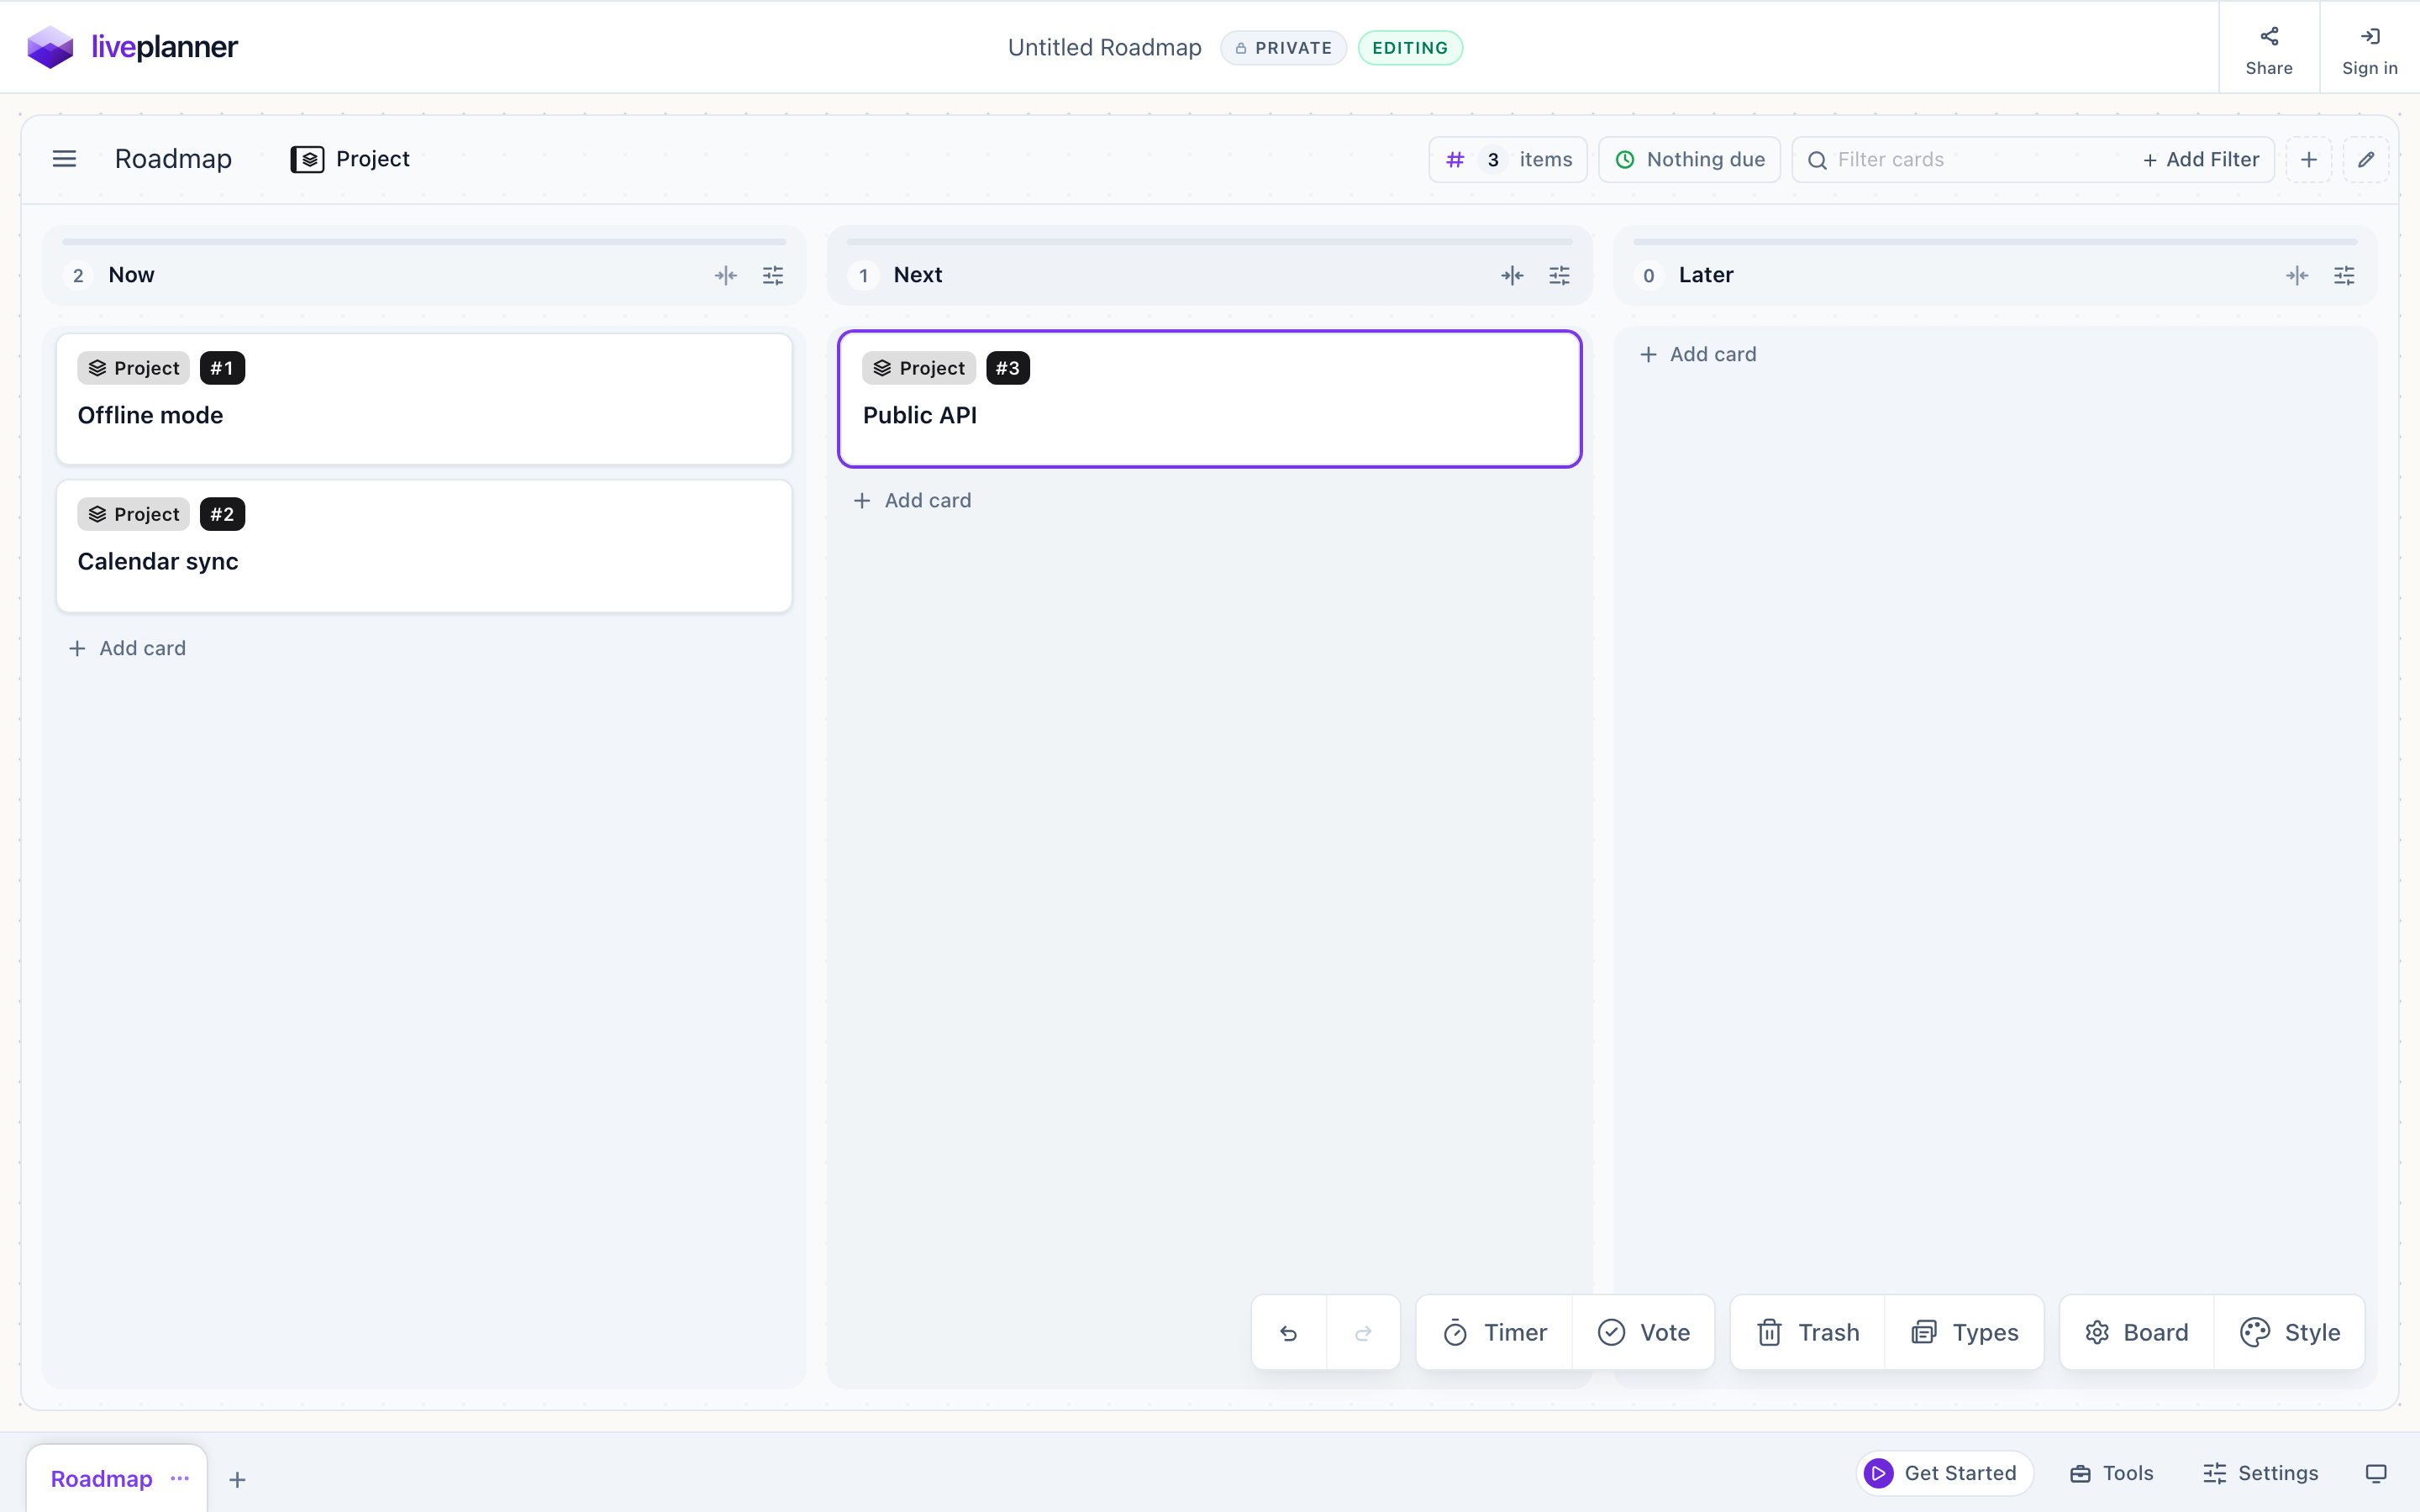 liveplanner
Untitled Roadmap PRIVATE EDITING
Share
Sign in
Roadmap Project # 3 items Nothing due Filter cards + Add Filter
2 Now
1 Next
0 Later
Project #1
Offline mode
Project #2
Calendar sync
+ Add card
Project #3
Public API
+ Add card
+ Add card
Timer Vote Trash Types Board Style
Roadmap ··· +
Get Started Tools Settings